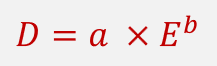 D = a × E^b